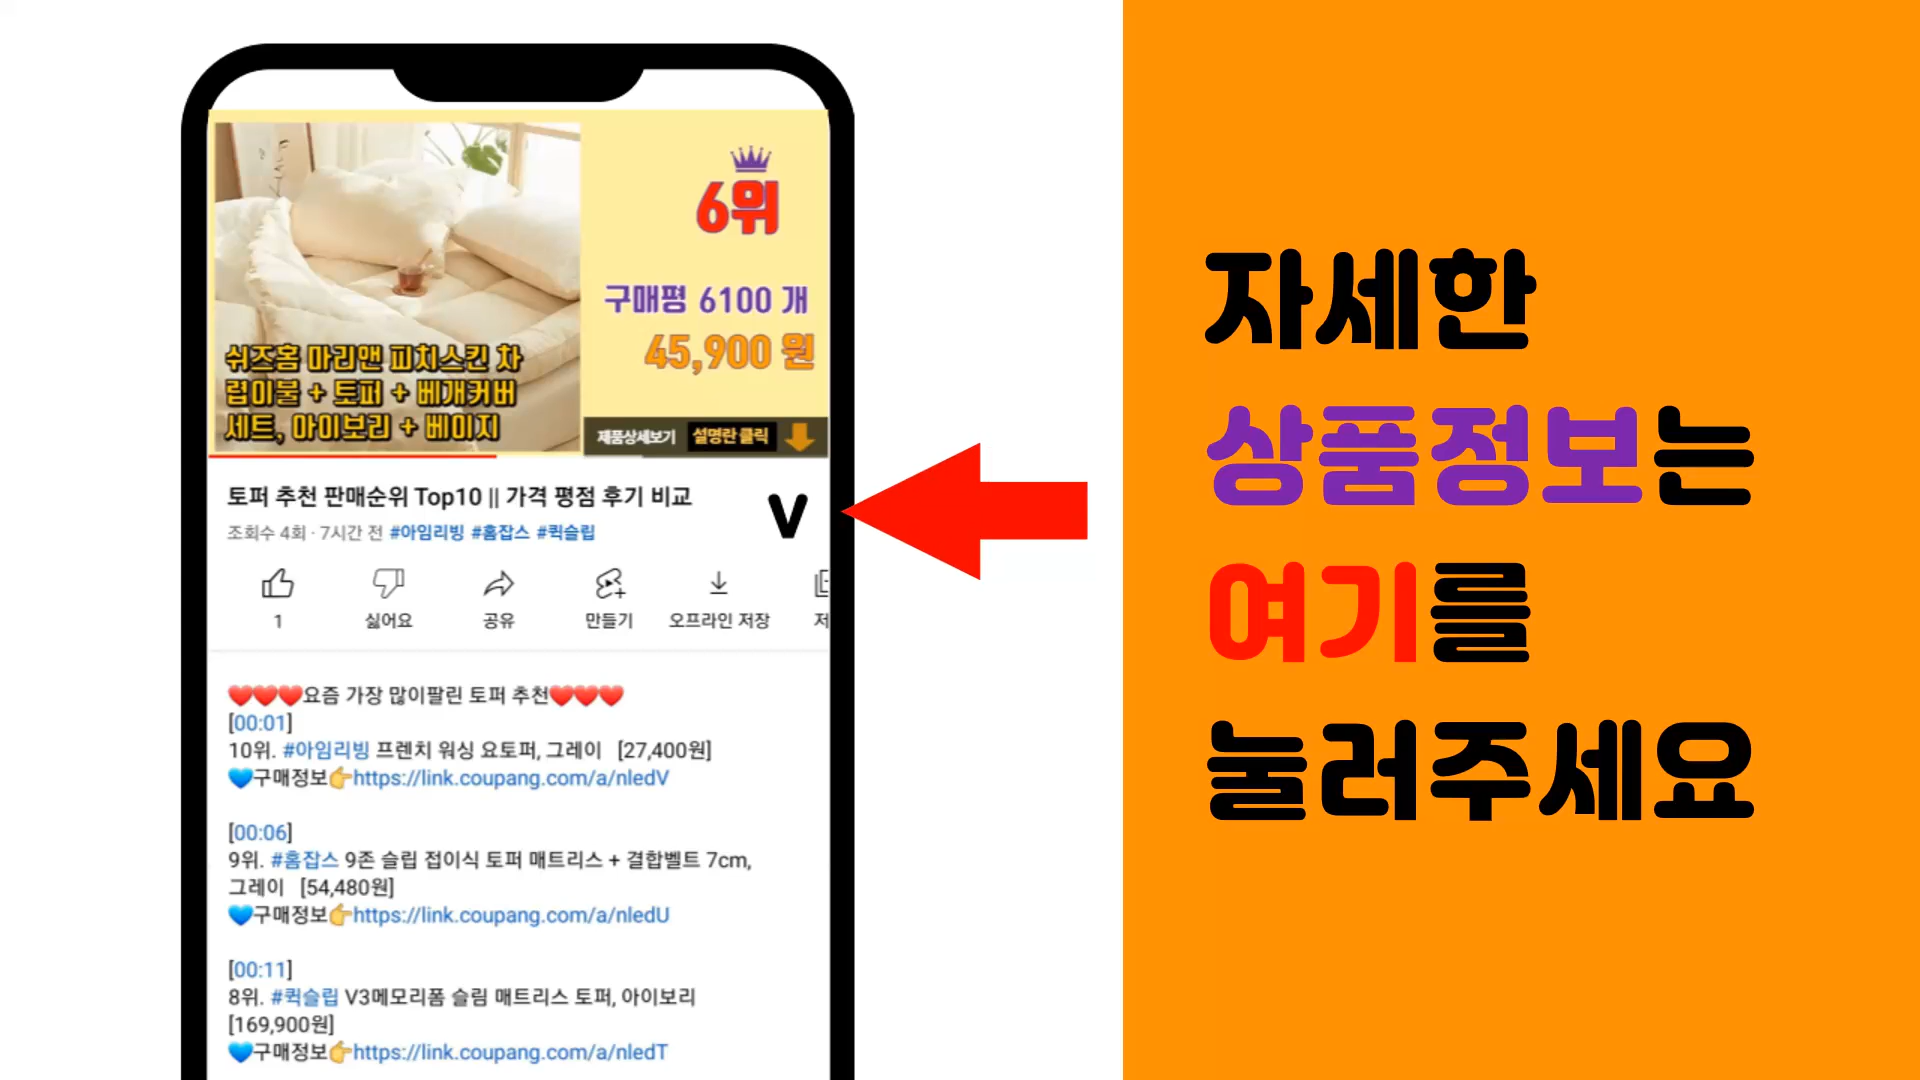 6위
구매평 6100 개
45,900 원
쉬즈홈 마리앤 피치스킨 차
렵이불 + 토퍼 + 베개커버
세트, 아이보리 + 베이지
제품상세보기 설명란 클릭
토퍼 추천 판매순위 Top10 || 가격 평점 후기 비교
V
조회수 4회 · 7시간 전 #아임리빙 #홈잡스 #퀵슬립
1 싫어요 공유 만들기 오프라인 저장 저
❤️❤️❤️요즘 가장 많이팔린 토퍼 추천❤️❤️❤️
[00:01]
10위. #아임리빙 프렌치 워싱 요토퍼, 그레이 [27,400원]
💙구매정보👉https://link.coupang.com/a/nledV
[00:06]
9위. #홈잡스 9존 슬립 접이식 토퍼 매트리스 + 결합벨트 7cm,
그레이 [54,480원]
💙구매정보👉https://link.coupang.com/a/nledU
[00:11]
8위. #퀵슬립 V3메모리폼 슬림 매트리스 토퍼, 아이보리
[169,900원]
💙구매정보👉https://link.coupang.com/a/nledT
자세한
상품정보는
여기를
눌러주세요